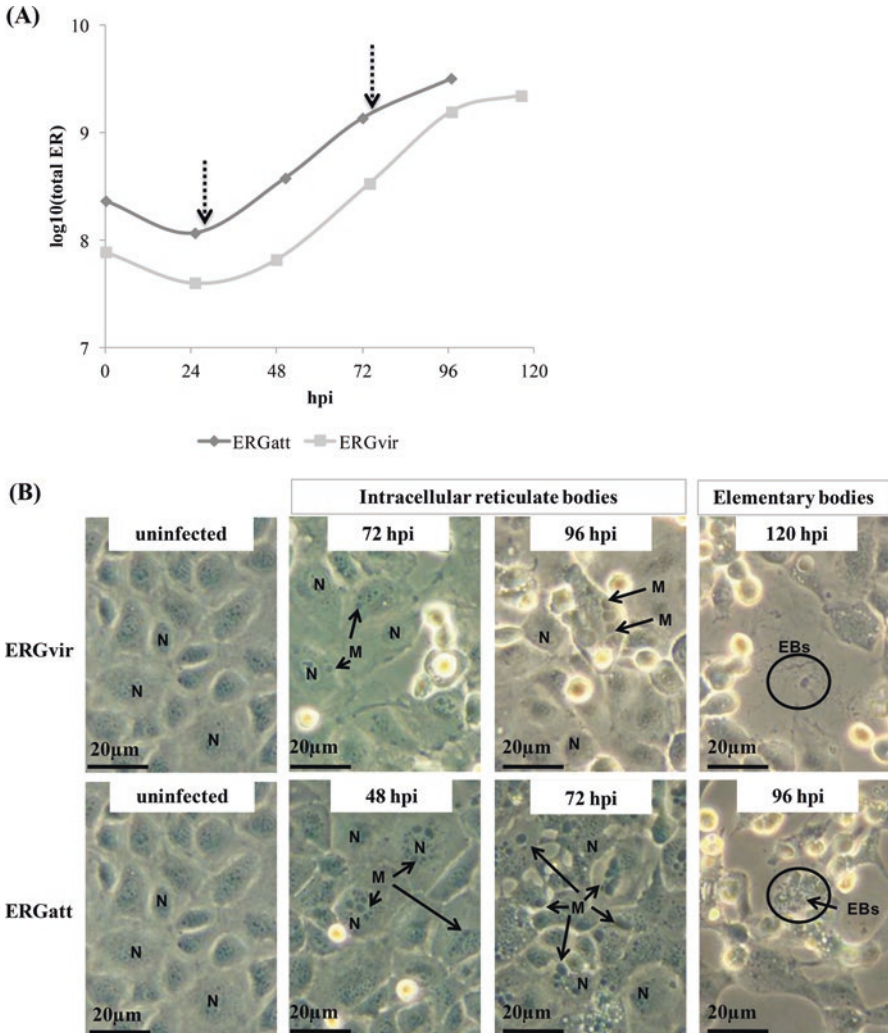 (A)
10
9
8
7
log10(total ER)
0 24 48 72 96 120
hpi
ERGatt ERGvir
(B)
Intracellular reticulate bodies Elementary bodies
uninfected 72 hpi 96 hpi 120 hpi
ERGvir
N N N
20µm
N N N M
20µm
M M N N
20µm
EBs
20µm
uninfected 48 hpi 72 hpi 96 hpi
ERGatt
N N N
20µm
N N M N
20µm
N M N N
20µm
EBs
20µm